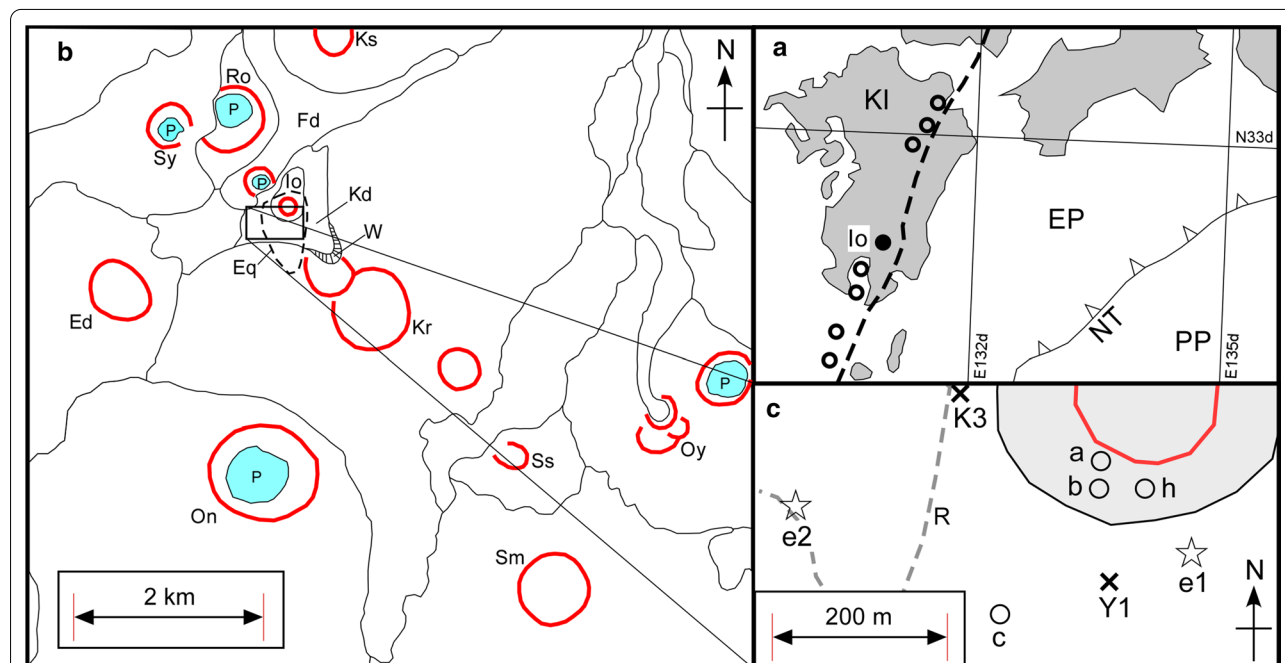 b
Ks
N
Ro
P
P
Fd
Sy
P
Io
Kd
W
Eq
Ed
Kr
P
Oy
Ss
P
On
Sm
2 km
a
KI
N33d
EP
Io
NT
PP
E132d
E135d
c
K3
a
b
h
e2
R
e1
N
Y1
200 m
c